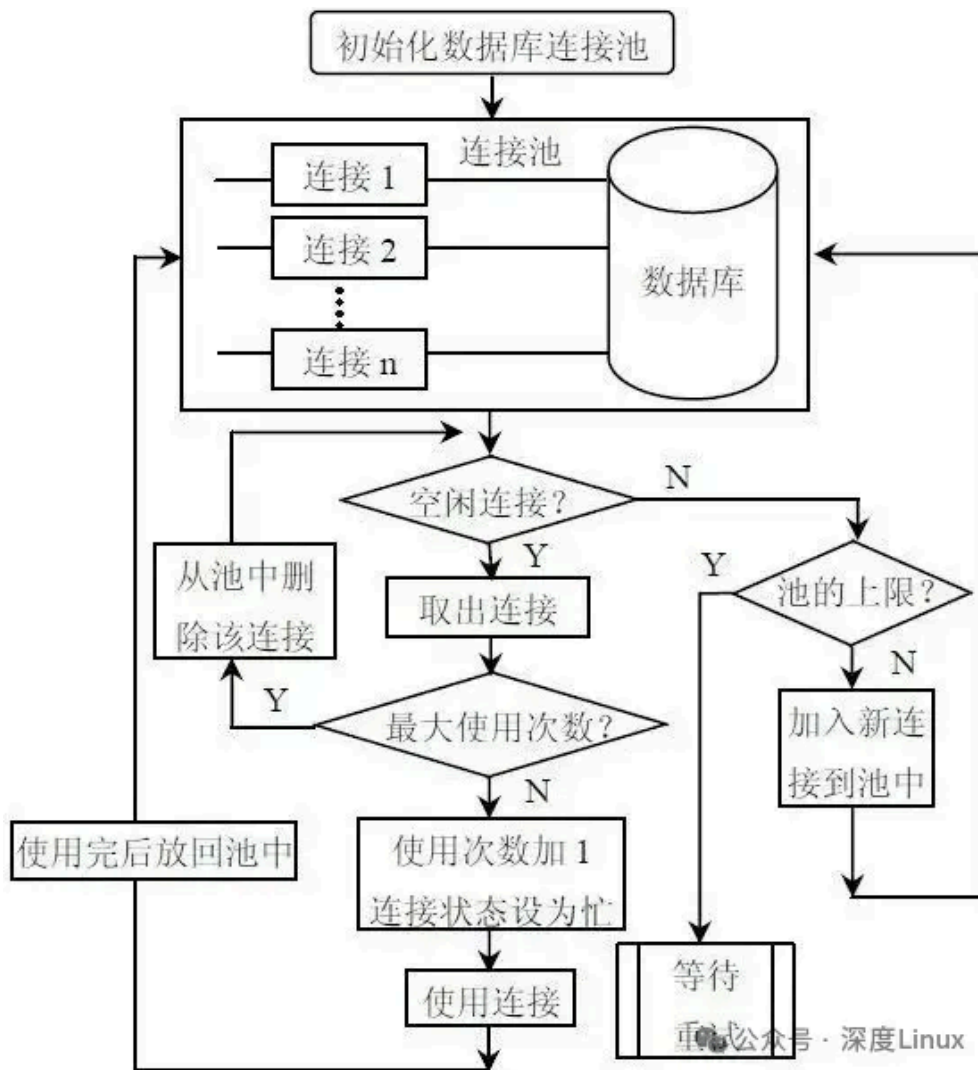 初始化数据库连接池
连接池
连接 1
连接 2
数据库
连接 n
空闲连接？
N
Y
从池中删
除该连接
取出连接
Y
池的上限？
N
Y
最大使用次数？
加入新连
接到池中
N
使用完后放回池中
使用次数加 1
连接状态设为忙
使用连接
等待
重试
公众号 · 深度Linux